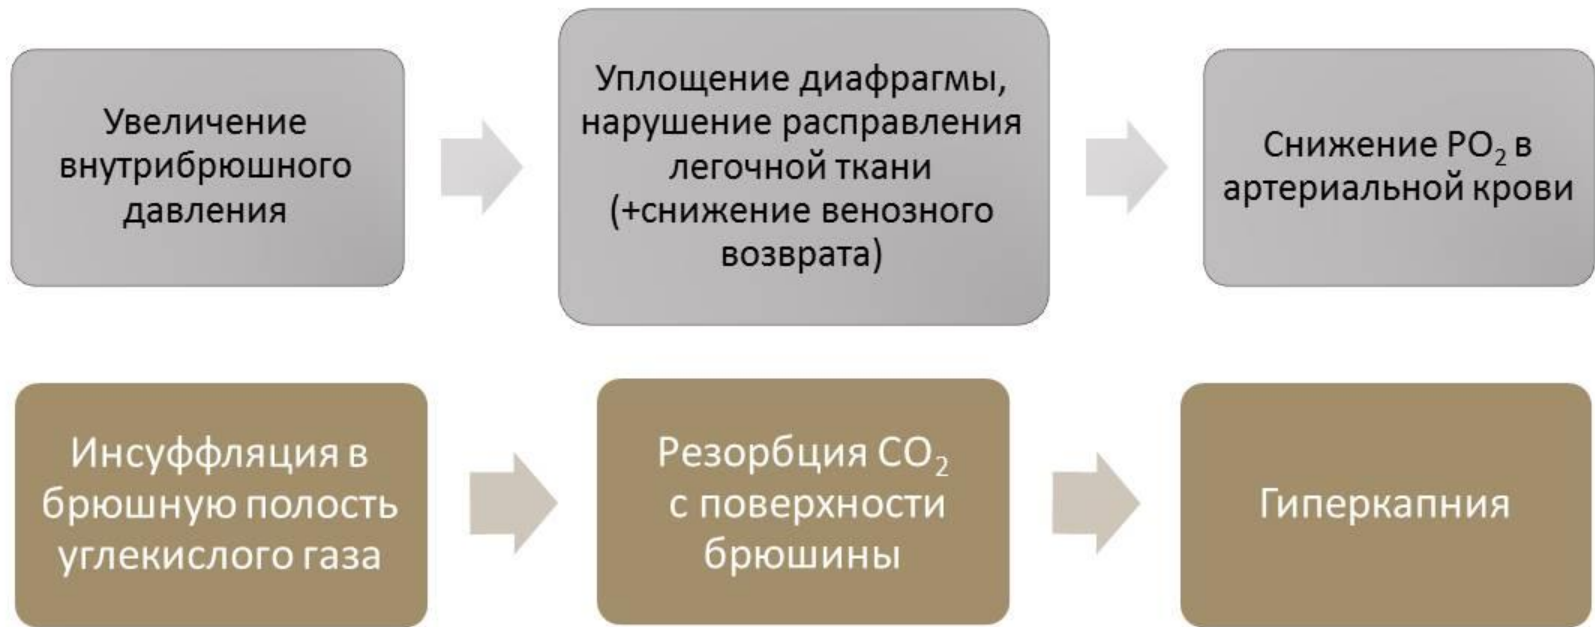 Увеличение
внутрибрюшного
давления
Уплощение диафрагмы,
нарушение расправления
легочной ткани
(+снижение венозного
возврата)
Снижение PO₂ в
артериальной крови
Инсуффляция в
брюшную полость
углекислого газа
Резорбция CO₂
с поверхности
брюшины
Гиперкапния